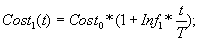 Cost₁(t) = Cost₀*(1 + Inf₁*t/T);